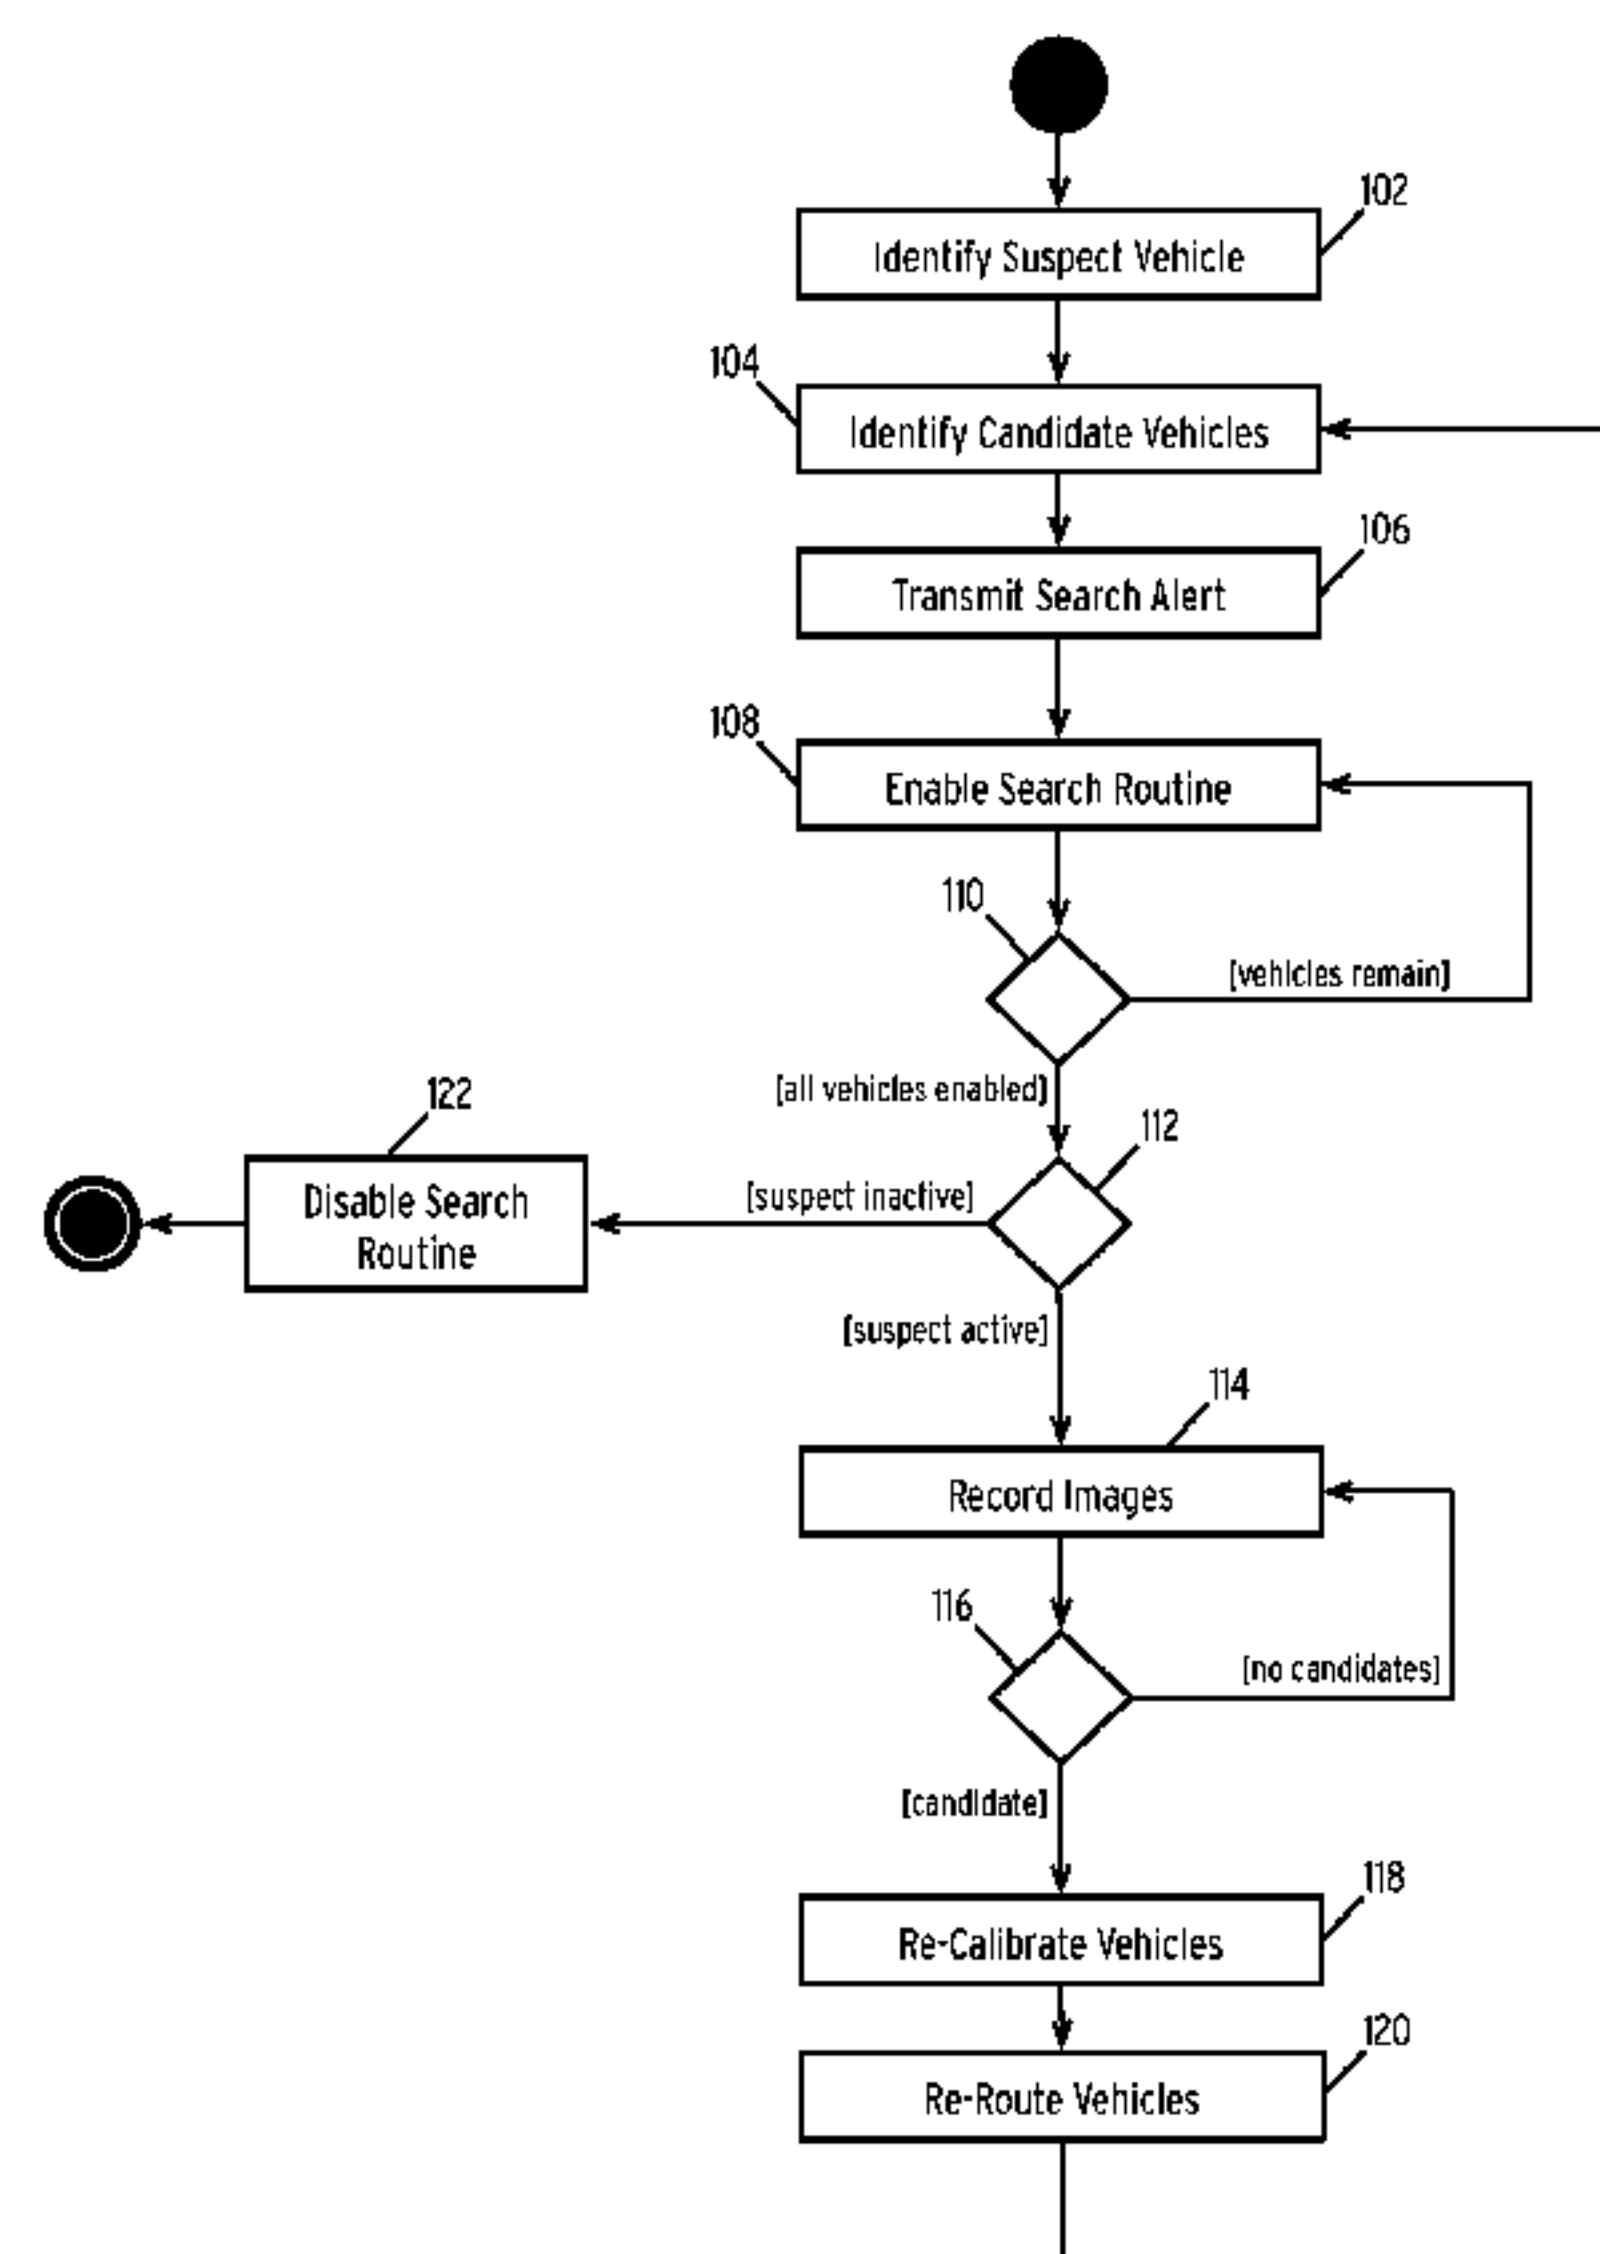 102
Identify Suspect Vehicle
104
Identify Candidate Vehicles
106
Transmit Search Alert
108
Enable Search Routine
110
[vehicles remain]
[all vehicles enabled]
122
112
Disable Search
Routine
[suspect inactive]
[suspect active]
114
Record Images
116
[no candidates]
[candidate]
118
Re-Calibrate Vehicles
120
Re-Route Vehicles